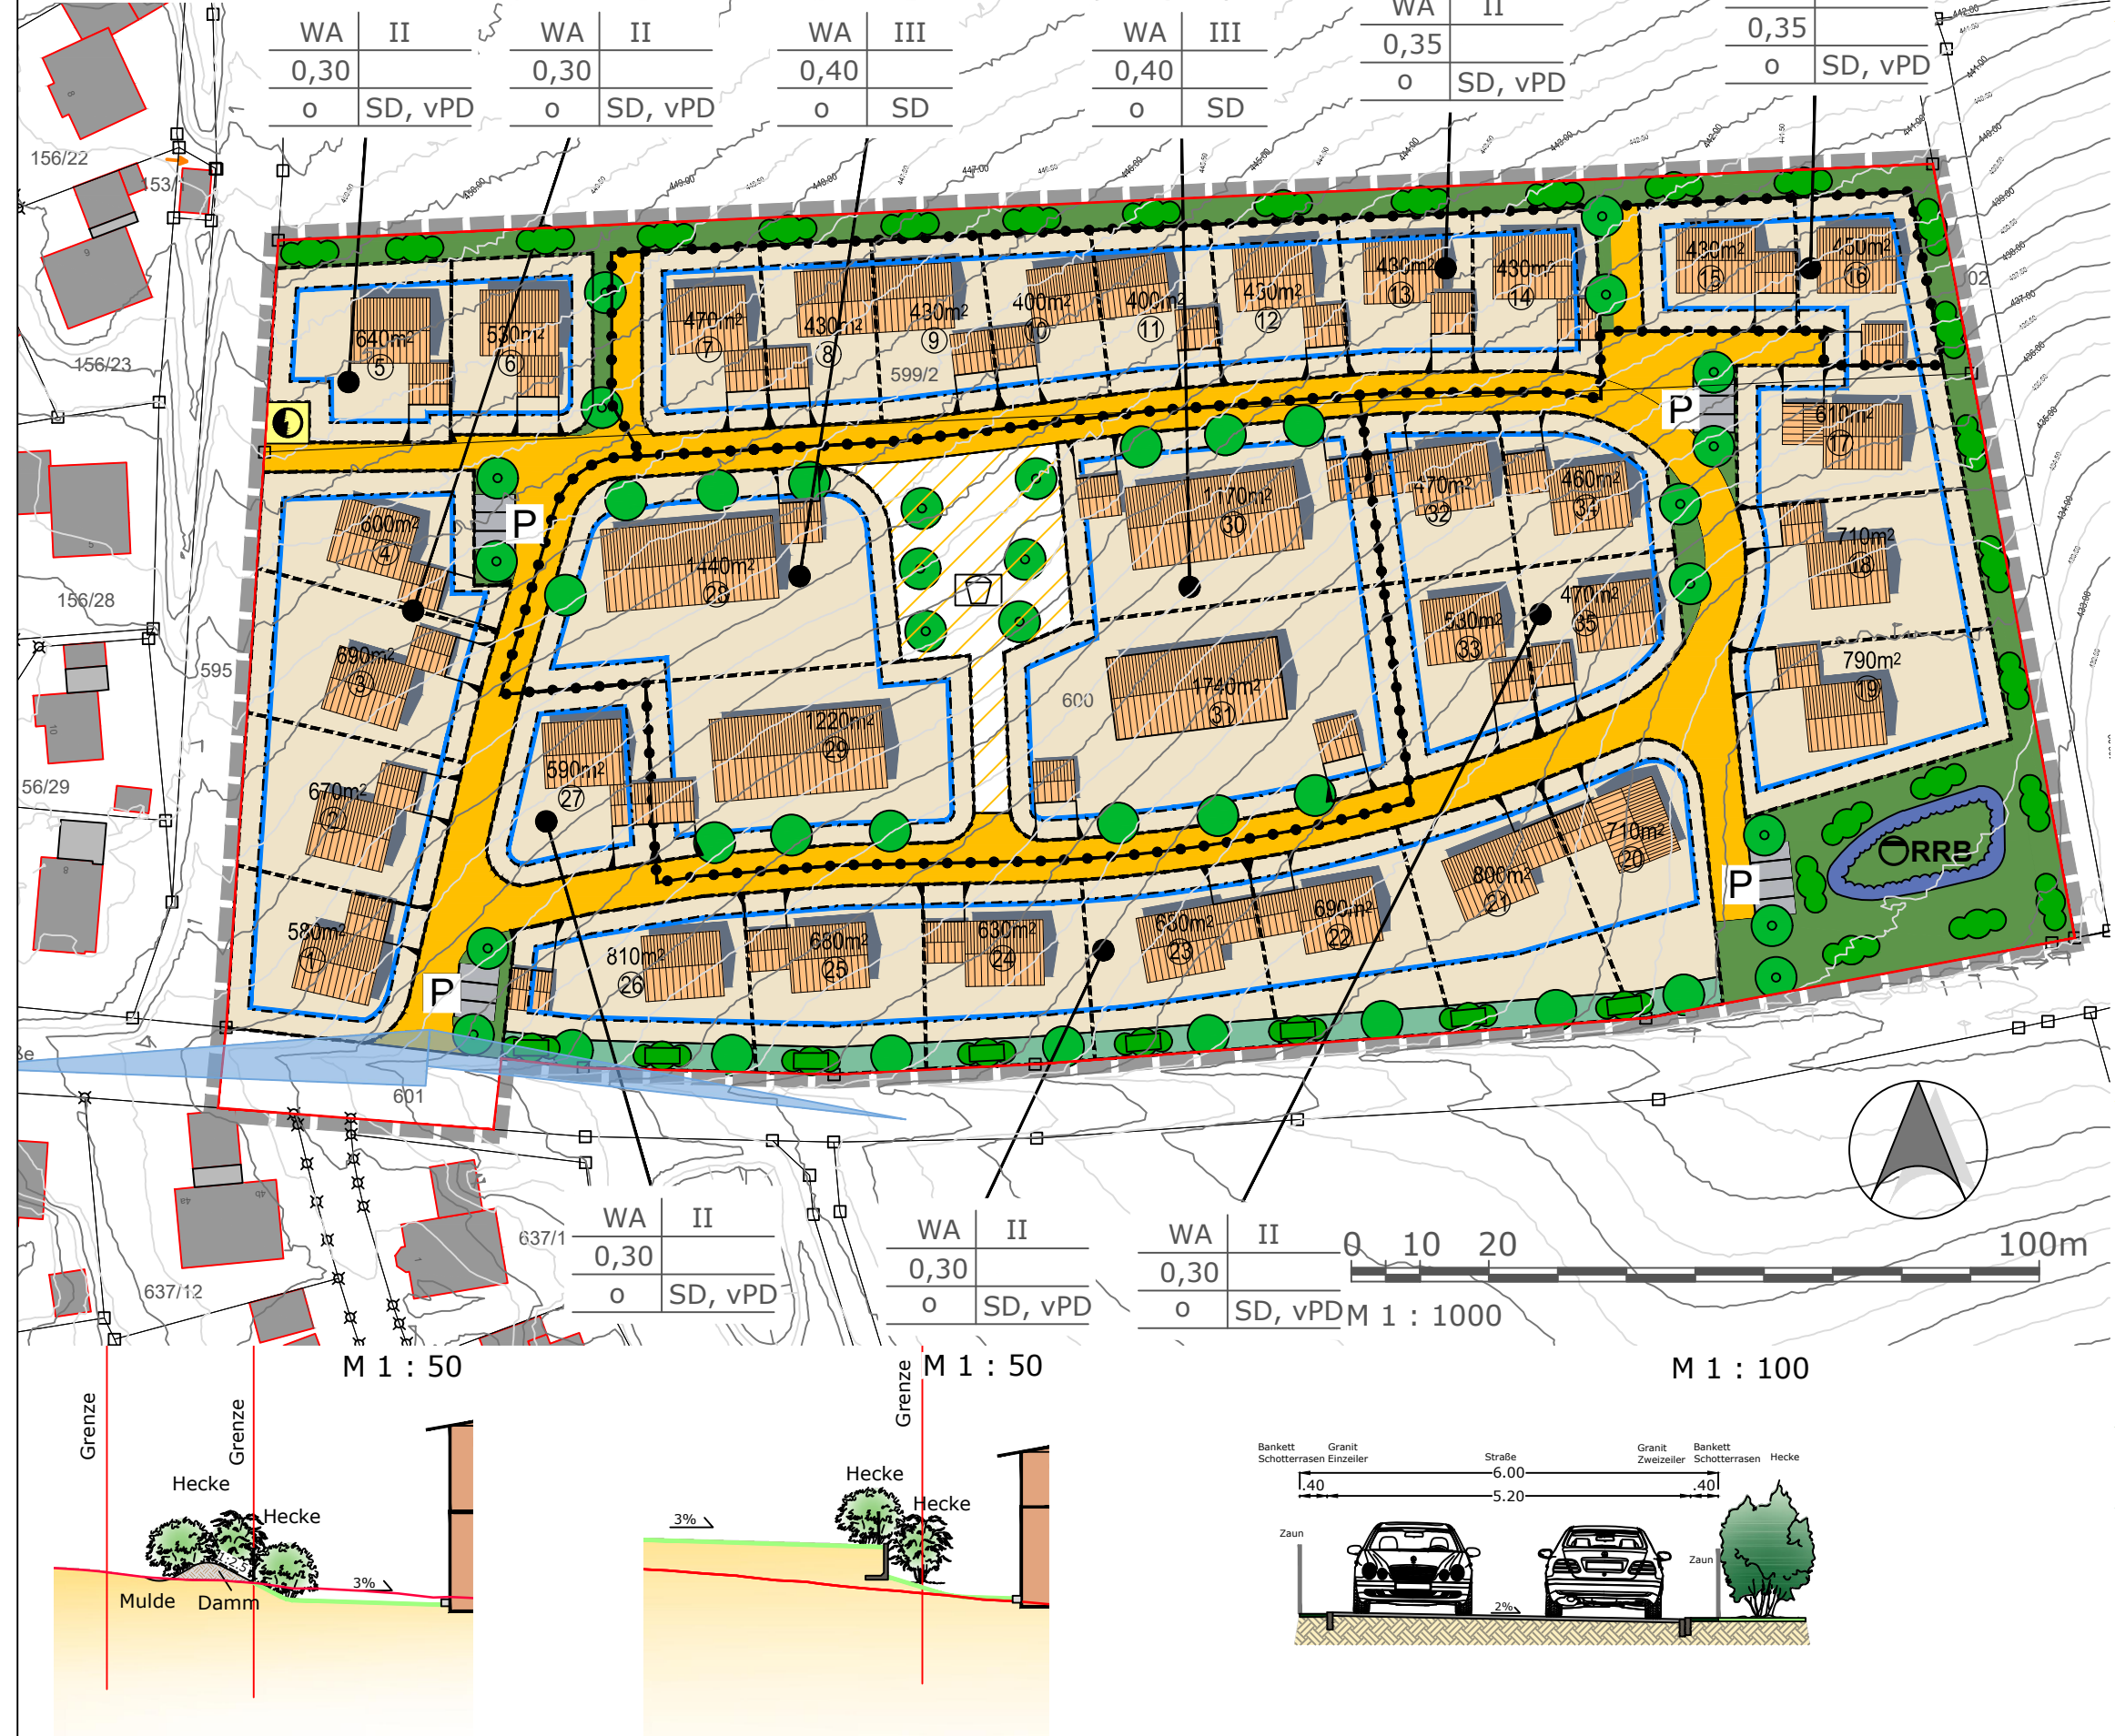 WA II
0,30
o SD, vPD
WA II
0,30
o SD, vPD
WA III
0,40
o SD
WA III
0,40
o SD
WA II
0,35
o SD, vPD
0,35
o SD, vPD
156/22
153/1
156/23
156/28
56/29
595
599/2
600
601
602
637/1
637/12
447.00
640m²
5
530m²
6
470m²
7
430m²
8
430m²
9
400m²
10
400m²
11
430m²
12
430m²
13
430m²
14
430m²
15
450m²
16
610m²
17
710m²
18
790m²
19
600m²
4
690m²
3
670m²
2
580m²
1
1440m²
28
1220m²
29
590m²
27
1170m²
30
1740m²
31
470m²
32
460m²
34
530m²
33
470m²
35
810m²
26
680m²
25
630m²
24
680m²
23
690m²
22
800m²
21
710m²
20
P
P
P
P
RRB
WA II
0,30
o SD, vPD
WA II
0,30
o SD, vPD
WA II
0,30
o SD, vPD
0 10 20 100m
M 1 : 1000
M 1 : 50
Grenze
Grenze
Hecke
Hecke
3%
Mulde Damm
M 1 : 50
Grenze
Hecke
Hecke
3%
M 1 : 100
Bankett Granit Straße Granit Bankett Hecke
Schotterrasen Einzeiler Zweizeiler Schotterrasen
6.00
.40 5.20 .40
Zaun
Zaun
2%